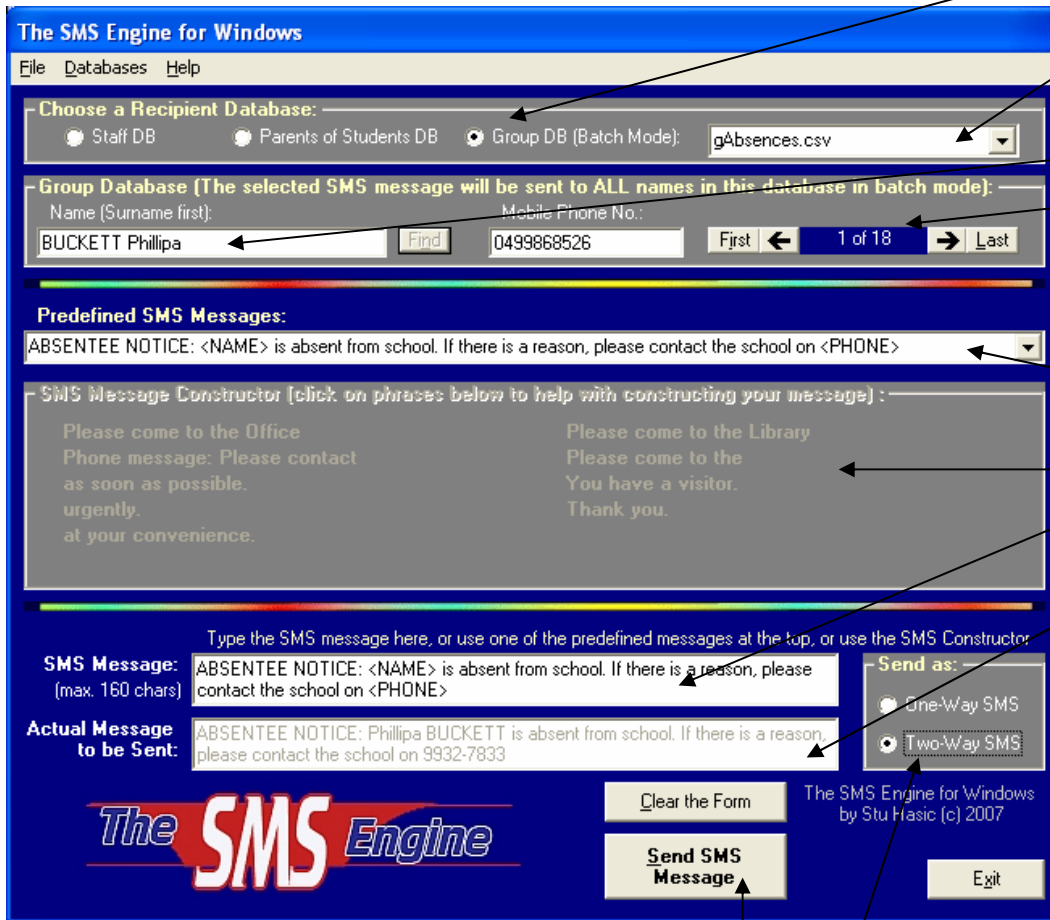 The SMS Engine for Windows
File Databases Help
Choose a Recipient Database:
Staff DB Parents of Students DB Group DB (Batch Mode): gAbsences.csv
Group Database (The selected SMS message will be sent to ALL names in this database in batch mode):
Name (Surname first): Mobile Phone No.:
BUCKETT Phillipa Find 0499868526 First 1 of 18 Last
Predefined SMS Messages:
ABSENTEE NOTICE: <NAME> is absent from school. If there is a reason, please contact the school on <PHONE>
SMS Message Constructor (click on phrases below to help with constructing your message) :
Please come to the Office
Phone message: Please contact
as soon as possible.
urgently.
at your convenience.
Please come to the Library
Please come to the
You have a visitor.
Thank you.
Type the SMS message here, or use one of the predefined messages at the top, or use the SMS Constructor
SMS Message:
(max. 160 chars)
ABSENTEE NOTICE: <NAME> is absent from school. If there is a reason, please
contact the school on <PHONE>
Send as:
One-Way SMS
Two-Way SMS
Actual Message
to be Sent:
ABSENTEE NOTICE: Phillipa BUCKETT is absent from school. If there is a reason,
please contact the school on 9932-7833
The SMS Engine
Clear the Form
Send SMS
Message
The SMS Engine for Windows
by Stu Hasic (c) 2007
Exit